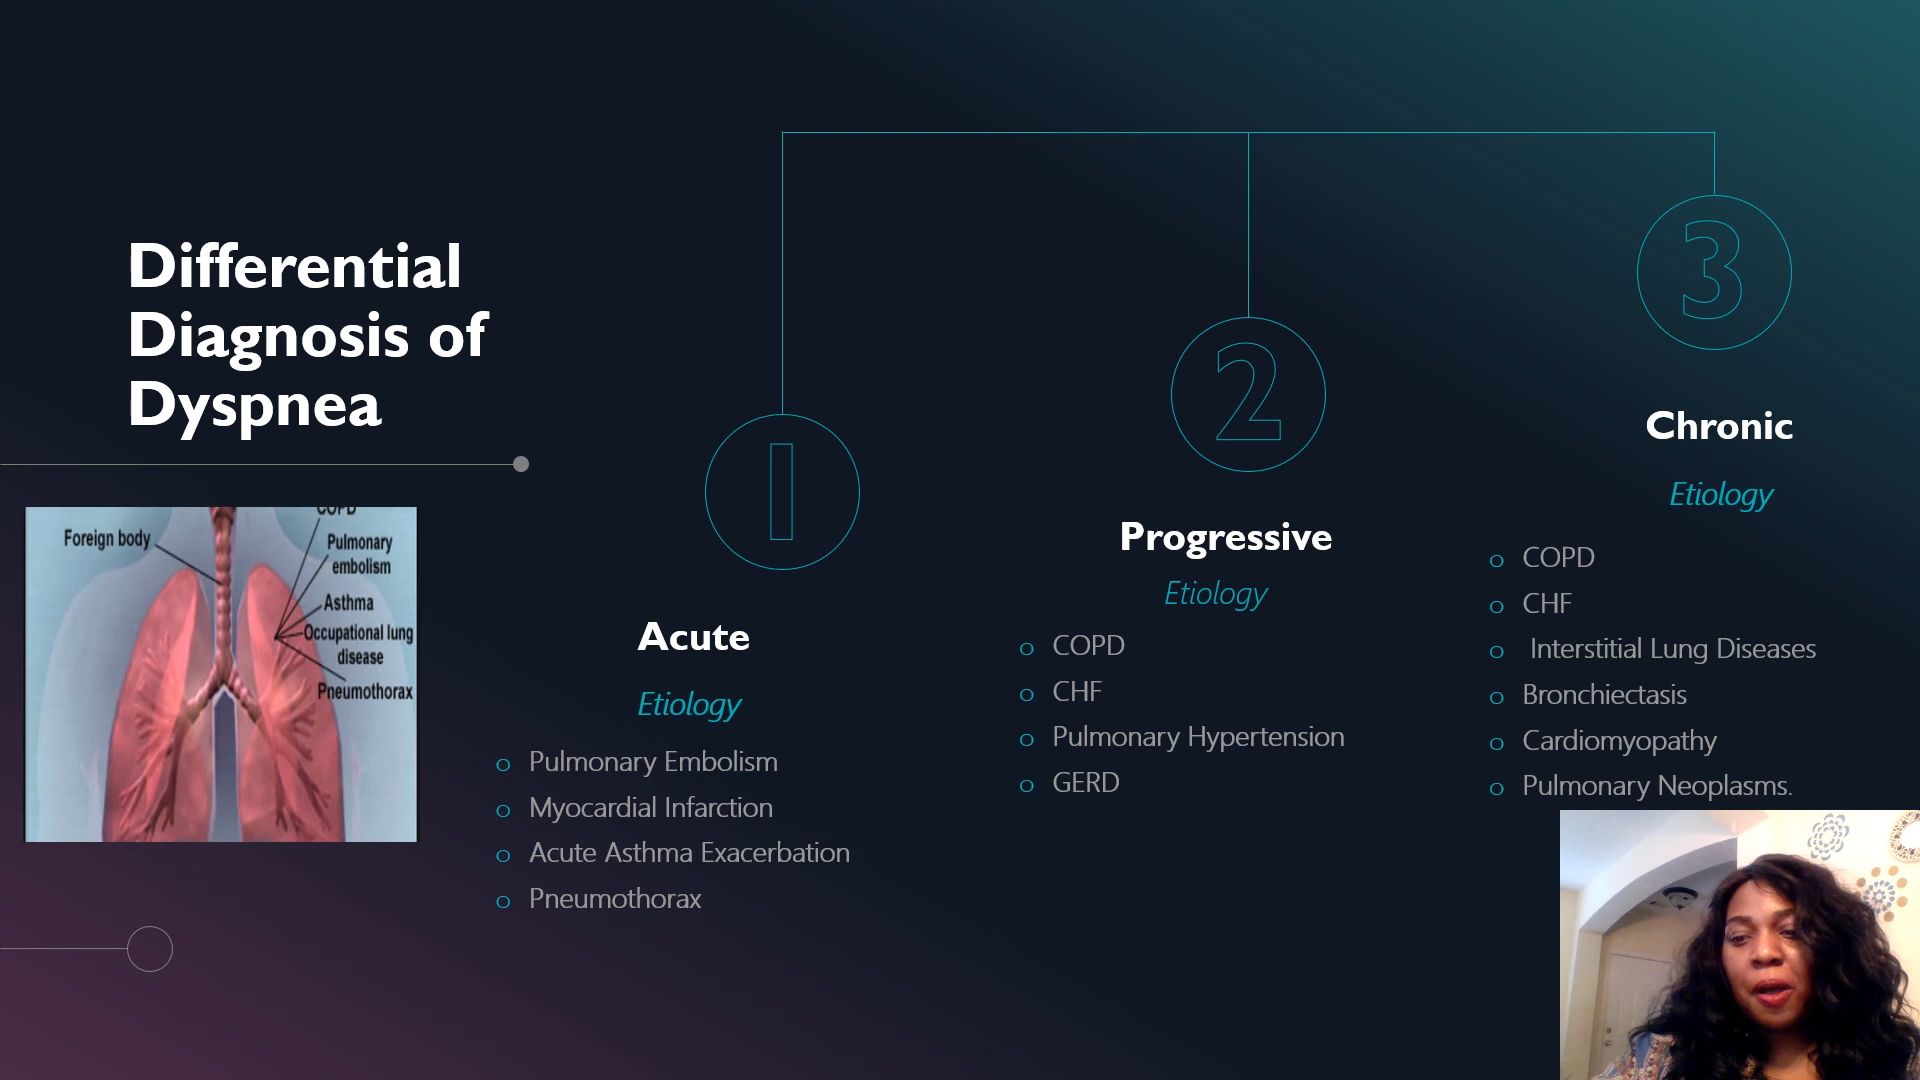 Differential
Diagnosis of
Dyspnea
COPD
Foreign body
Pulmonary
embolism
Asthma
Occupational lung
disease
Pneumothorax
1
Acute
Etiology
o Pulmonary Embolism
o Myocardial Infarction
o Acute Asthma Exacerbation
o Pneumothorax
2
Progressive
Etiology
o COPD
o CHF
o Pulmonary Hypertension
o GERD
3
Chronic
Etiology
o COPD
o CHF
o Interstitial Lung Diseases
o Bronchiectasis
o Cardiomyopathy
o Pulmonary Neoplasms.